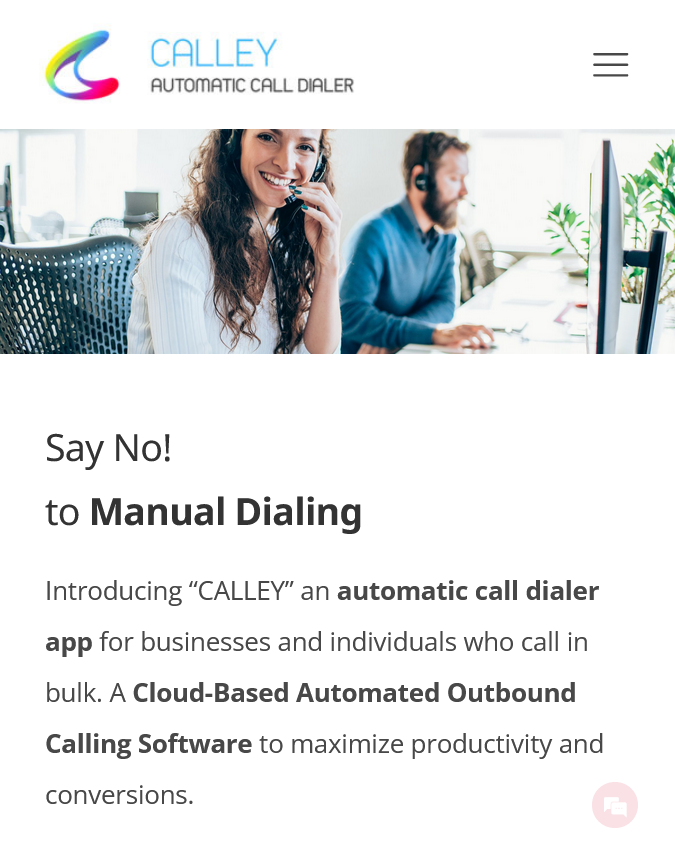 CALLEY
AUTOMATIC CALL DIALER
Say No!
to Manual Dialing
Introducing “CALLEY” an automatic call dialer
app for businesses and individuals who call in
bulk. A Cloud-Based Automated Outbound
Calling Software to maximize productivity and
conversions.